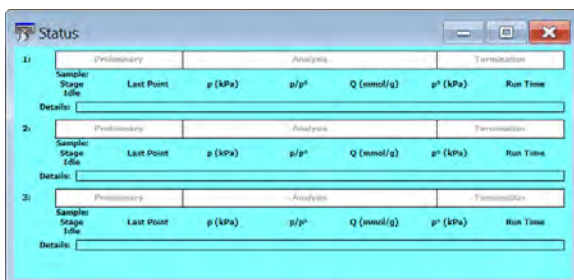 Status
1: Preliminary Analysis Termination
Sample:
Stage Last Point p (kPa) p/p° Q (mmol/g) p° (kPa) Run Time
Idle
Details:
2: Preliminary Analysis Termination
Sample:
Stage Last Point p (kPa) p/p° Q (mmol/g) p° (kPa) Run Time
Idle
Details:
3: Preliminary Analysis Termination
Sample:
Stage Last Point p (kPa) p/p° Q (mmol/g) p° (kPa) Run Time
Idle
Details: